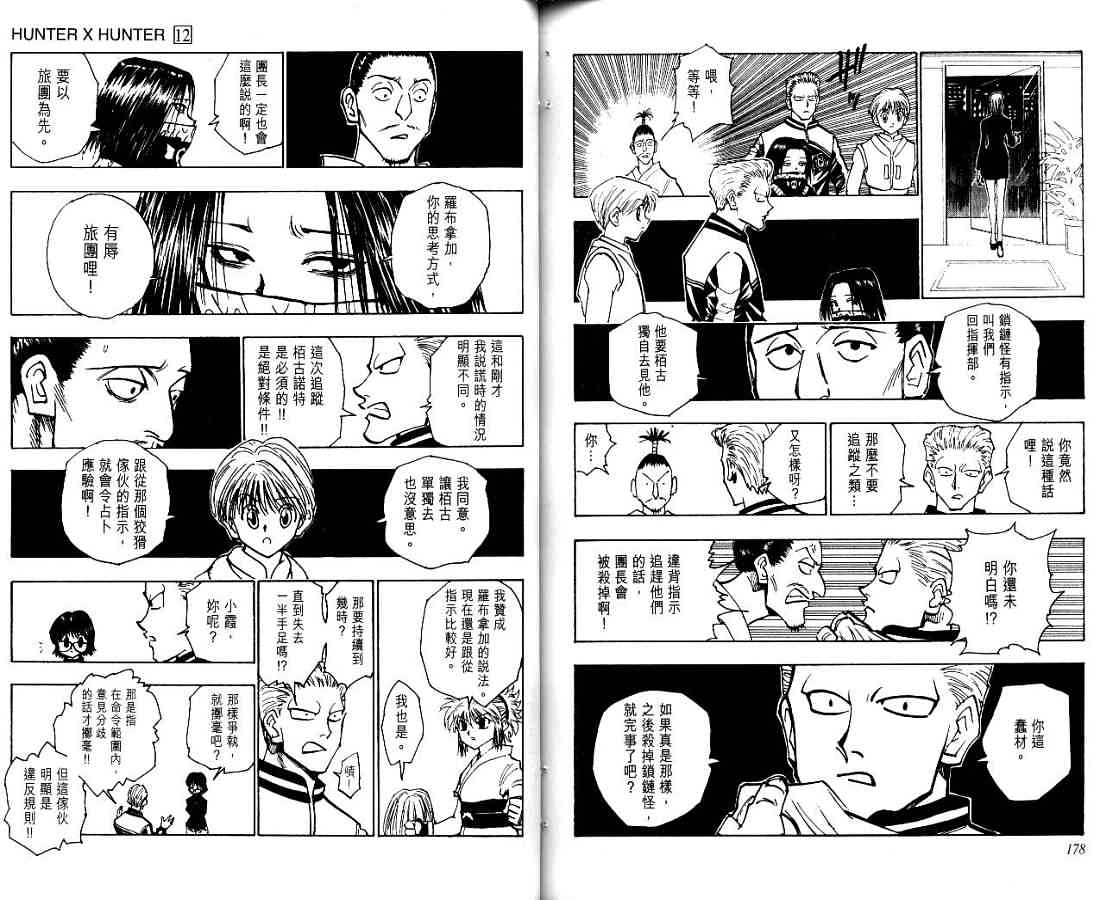 HUNTER X HUNTER 12
喂，
等等！
鎖鏈怪有指示，
叫我們
回指揮部。
他要栢古
獨自去見他。
你竟然
說這種話
哩！
那麼不要
追蹤之類…
又怎樣呀？
你…
你還未
明白嗎!?
違背指示
追趕他們
的話，
團長會
被殺掉啊！
你這
蠢材。
如果真是那樣，
之後殺掉鎖鏈怪，
就完事了吧？
178
團長一定也會
這麼說的啊！
要以
旅團為先。
羅布拿加，
你的思考方式，
有辱
旅團哩！
這和剛才
我說謊時的情況
明顯不同。
這次追蹤
栢古諾特
是必須的!!
是絕對條件!!
我同意。
讓栢古
單獨去
也沒意思。
跟從那個狡猾
傢伙的指示，
就會令占卜
應驗啊！
我贊成
羅布拿加的說法。
現在還是跟從
指示比較好。
我也是。
那要持續到
幾時？
直到失去
一半手足嗎!?
嘖！
小霞，
妳呢？
那樣爭執，
就擲毫吧？
那是指
在命令範圍內，
意見分歧
的話才擲毫!!
但這傢伙
明顯是
違反規則!!